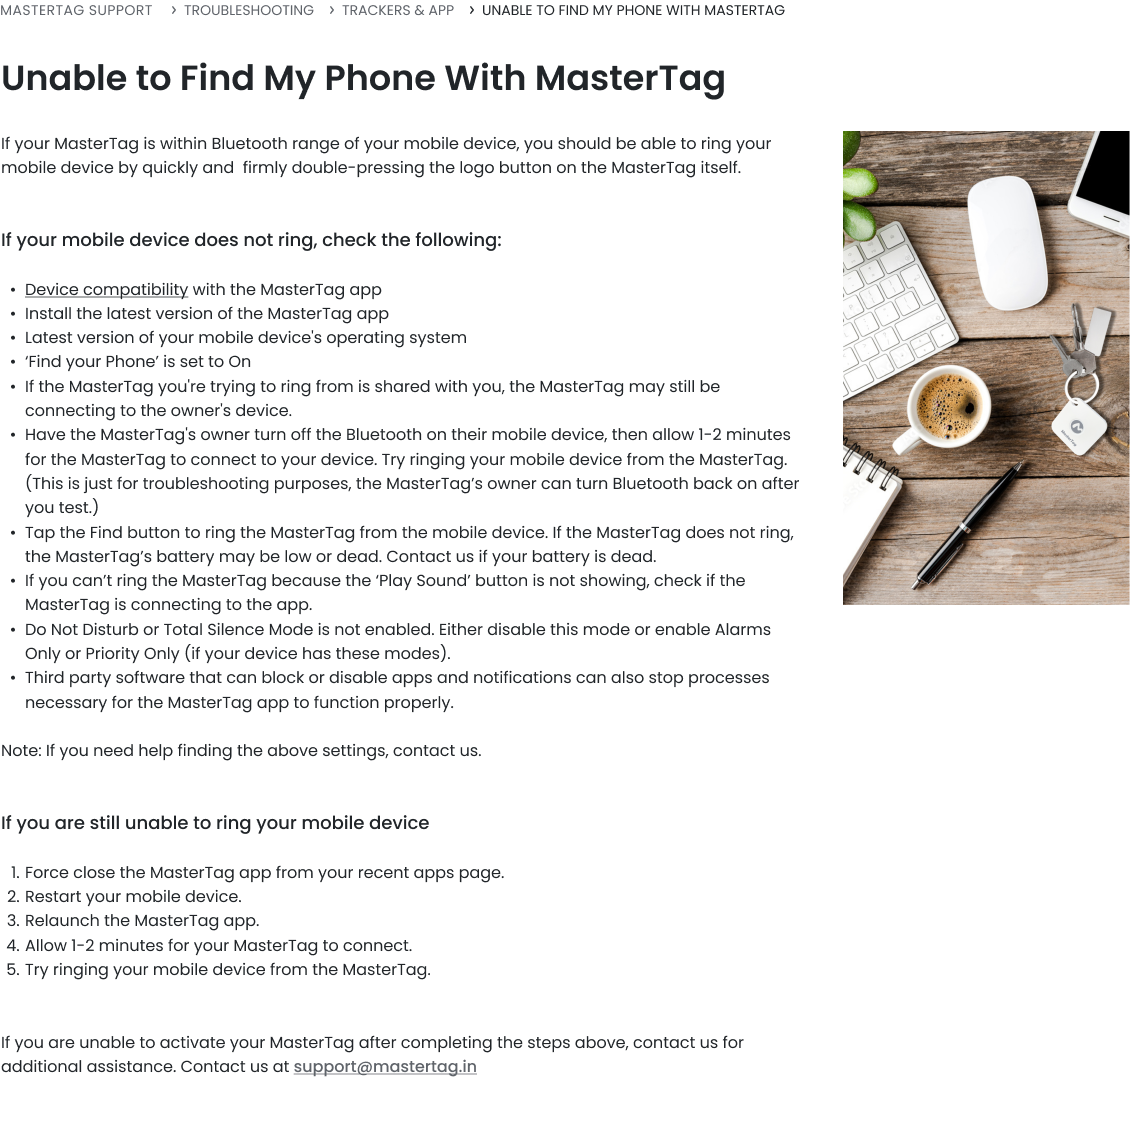 MASTERTAG SUPPORT › TROUBLESHOOTING › TRACKERS & APP › UNABLE TO FIND MY PHONE WITH MASTERTAG
Unable to Find My Phone With MasterTag
If your MasterTag is within Bluetooth range of your mobile device, you should be able to ring your
mobile device by quickly and  firmly double-pressing the logo button on the MasterTag itself.
If your mobile device does not ring, check the following:
• Device compatibility with the MasterTag app
• Install the latest version of the MasterTag app
• Latest version of your mobile device's operating system
• ‘Find your Phone’ is set to On
• If the MasterTag you're trying to ring from is shared with you, the MasterTag may still be
connecting to the owner's device.
• Have the MasterTag's owner turn off the Bluetooth on their mobile device, then allow 1-2 minutes
for the MasterTag to connect to your device. Try ringing your mobile device from the MasterTag.
(This is just for troubleshooting purposes, the MasterTag’s owner can turn Bluetooth back on after
you test.)
• Tap the Find button to ring the MasterTag from the mobile device. If the MasterTag does not ring,
the MasterTag’s battery may be low or dead. Contact us if your battery is dead.
• If you can’t ring the MasterTag because the ‘Play Sound’ button is not showing, check if the
MasterTag is connecting to the app.
• Do Not Disturb or Total Silence Mode is not enabled. Either disable this mode or enable Alarms
Only or Priority Only (if your device has these modes).
• Third party software that can block or disable apps and notifications can also stop processes
necessary for the MasterTag app to function properly.
Note: If you need help finding the above settings, contact us.
If you are still unable to ring your mobile device
1. Force close the MasterTag app from your recent apps page.
2. Restart your mobile device.
3. Relaunch the MasterTag app.
4. Allow 1-2 minutes for your MasterTag to connect.
5. Try ringing your mobile device from the MasterTag.
If you are unable to activate your MasterTag after completing the steps above, contact us for
additional assistance. Contact us at support@mastertag.in
MasterTag